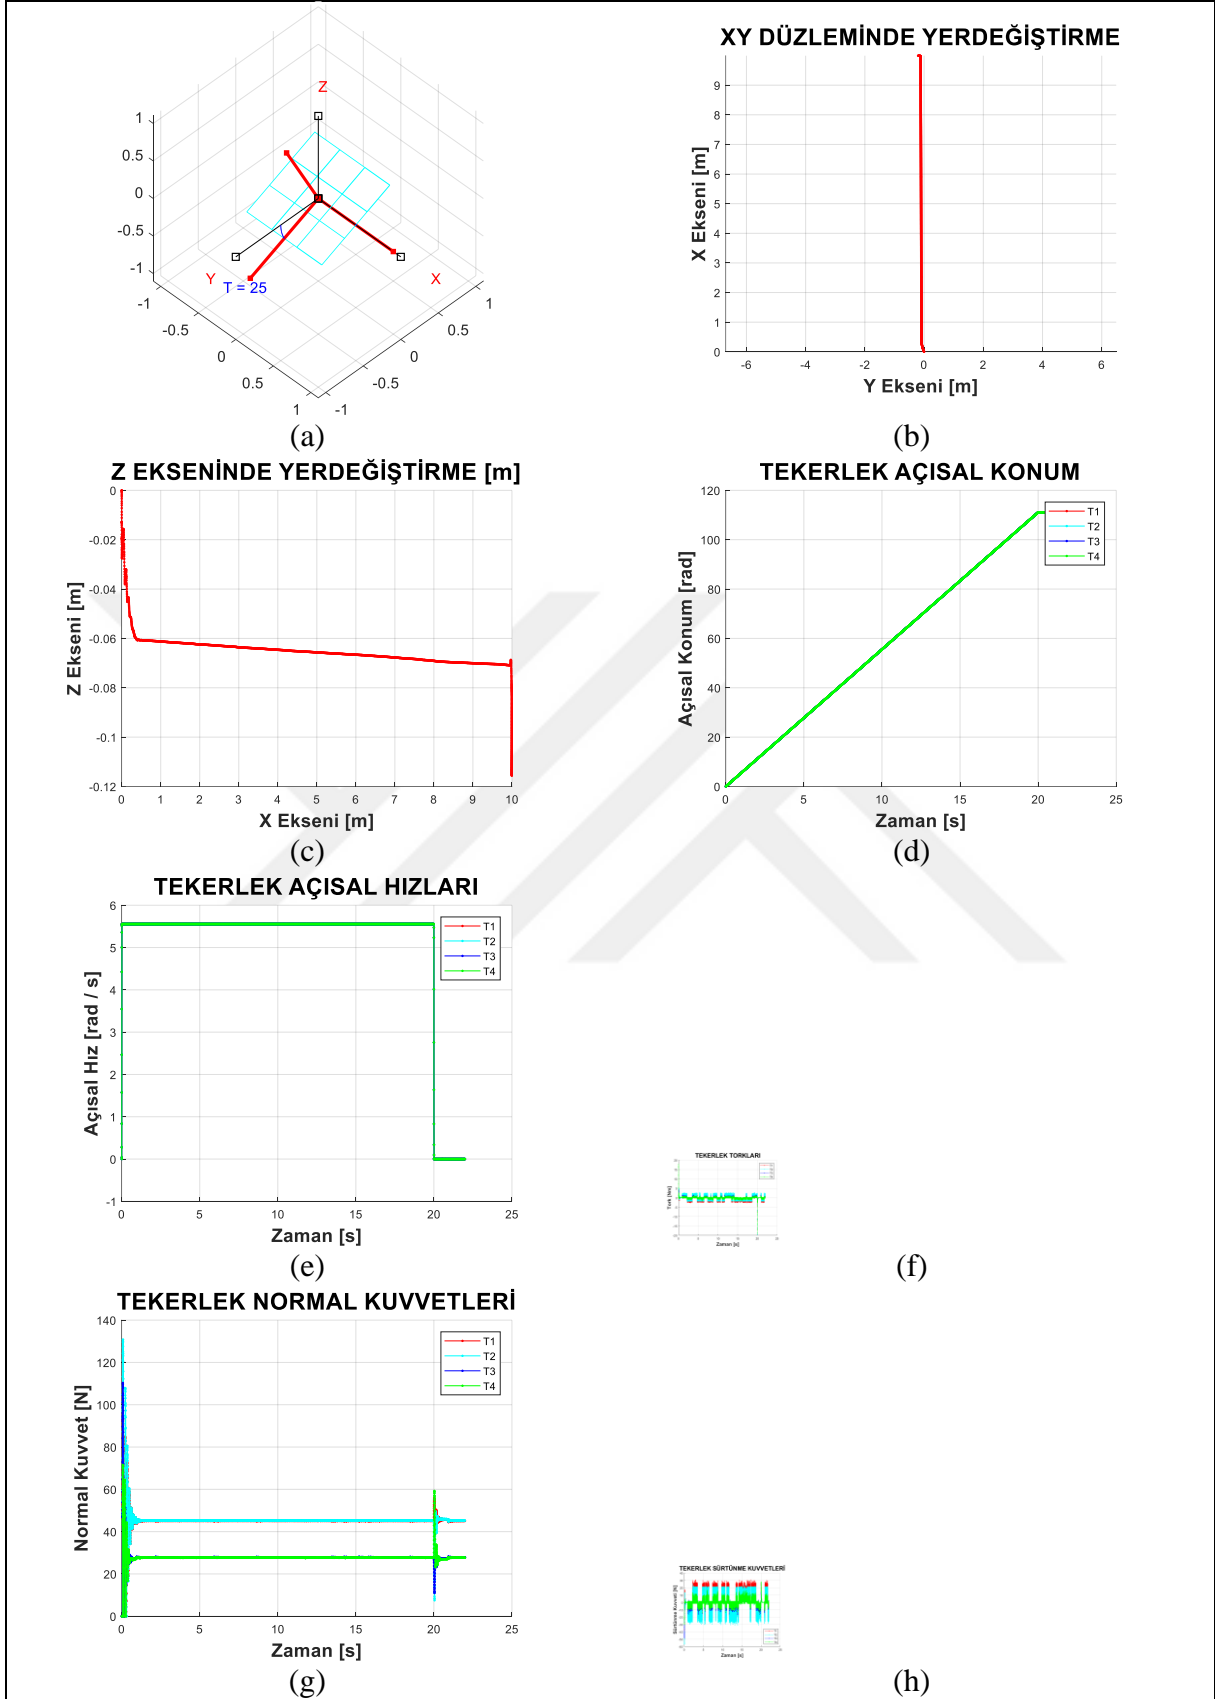 Z
1
0.5
0
-0.5
-1
Y
T = 25
X
-1
-0.5
0
0.5
1
1
0.5
0
-0.5
-1
(a)
XY DÜZLEMİNDE YERDEĞİŞTİRME
X Ekseni [m]
9
8
7
6
5
4
3
2
1
0
-6 -4 -2 0 2 4 6
Y Ekseni [m]
(b)
Z EKSENİNDE YERDEĞİŞTİRME [m]
Z Ekseni [m]
0
-0.02
-0.04
-0.06
-0.08
-0.1
-0.12
0 1 2 3 4 5 6 7 8 9 10
X Ekseni [m]
(c)
TEKERLEK AÇISAL KONUM
Açısal Konum [rad]
120
100
80
60
40
20
0
T1
T2
T3
T4
0 5 10 15 20 25
Zaman [s]
(d)
TEKERLEK AÇISAL HIZLARI
Açısal Hız [rad / s]
6
5
4
3
2
1
0
-1
T1
T2
T3
T4
0 5 10 15 20 25
Zaman [s]
(e)
TEKERLEK TORKLARI
Tork [Nm]
Zaman [s]
(f)
TEKERLEK NORMAL KUVVETLERİ
Normal Kuvvet [N]
140
120
100
80
60
40
20
0
T1
T2
T3
T4
0 5 10 15 20 25
Zaman [s]
(g)
TEKERLEK SÜRTÜNME KUVVETLERİ
Sürtünme Kuvveti [N]
Zaman [s]
(h)